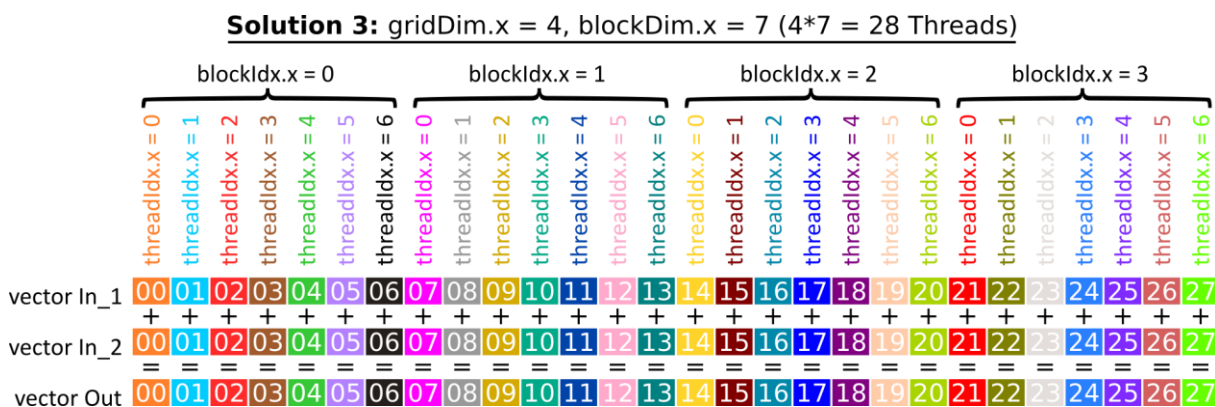 Solution 3: gridDim.x = 4, blockDim.x = 7 (4*7 = 28 Threads)
blockIdx.x = 0 blockIdx.x = 1 blockIdx.x = 2 blockIdx.x = 3
threadIdx.x = 0 threadIdx.x = 1 threadIdx.x = 2 threadIdx.x = 3 threadIdx.x = 4 threadIdx.x = 5 threadIdx.x = 6 threadIdx.x = 0 threadIdx.x = 1 threadIdx.x = 2 threadIdx.x = 3 threadIdx.x = 4 threadIdx.x = 5 threadIdx.x = 6 threadIdx.x = 0 threadIdx.x = 1 threadIdx.x = 2 threadIdx.x = 3 threadIdx.x = 4 threadIdx.x = 5 threadIdx.x = 6 threadIdx.x = 0 threadIdx.x = 1 threadIdx.x = 2 threadIdx.x = 3 threadIdx.x = 4 threadIdx.x = 5 threadIdx.x = 6
vector In_1 00 01 02 03 04 05 06 07 08 09 10 11 12 13 14 15 16 17 18 19 20 21 22 23 24 25 26 27
+ + + + + + + + + + + + + + + + + + + + + + + + + + + +
vector In_2 00 01 02 03 04 05 06 07 08 09 10 11 12 13 14 15 16 17 18 19 20 21 22 23 24 25 26 27
= = = = = = = = = = = = = = = = = = = = = = = = = = = =
vector Out 00 01 02 03 04 05 06 07 08 09 10 11 12 13 14 15 16 17 18 19 20 21 22 23 24 25 26 27